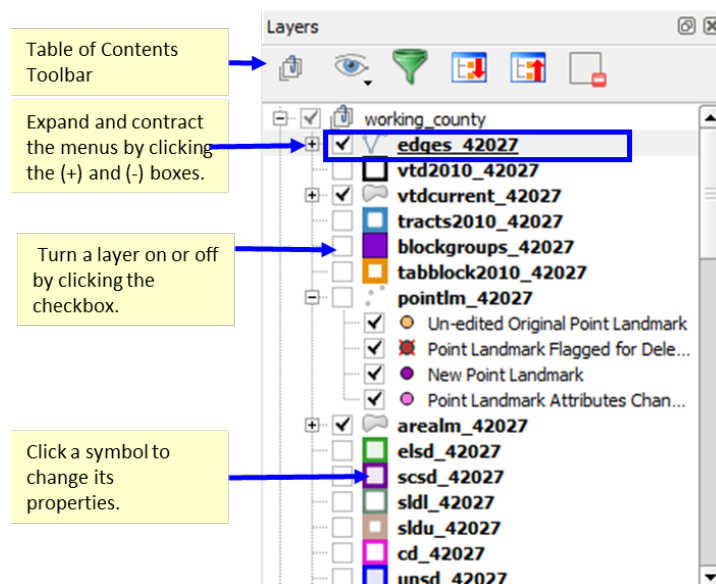 Layers
Table of Contents
Toolbar
Expand and contract
the menus by clicking
the (+) and (-) boxes.
Turn a layer on or off
by clicking the
checkbox.
Click a symbol to
change its
properties.
working_county
edges_42027
vtd2010_42027
vtdcurrent_42027
tracts2010_42027
blockgroups_42027
tabblock2010_42027
pointlm_42027
Un-edited Original Point Landmark
Point Landmark Flagged for Dele...
New Point Landmark
Point Landmark Attributes Chan...
arealm_42027
elsd_42027
scsd_42027
sldl_42027
sldu_42027
cd_42027
unsd_42027